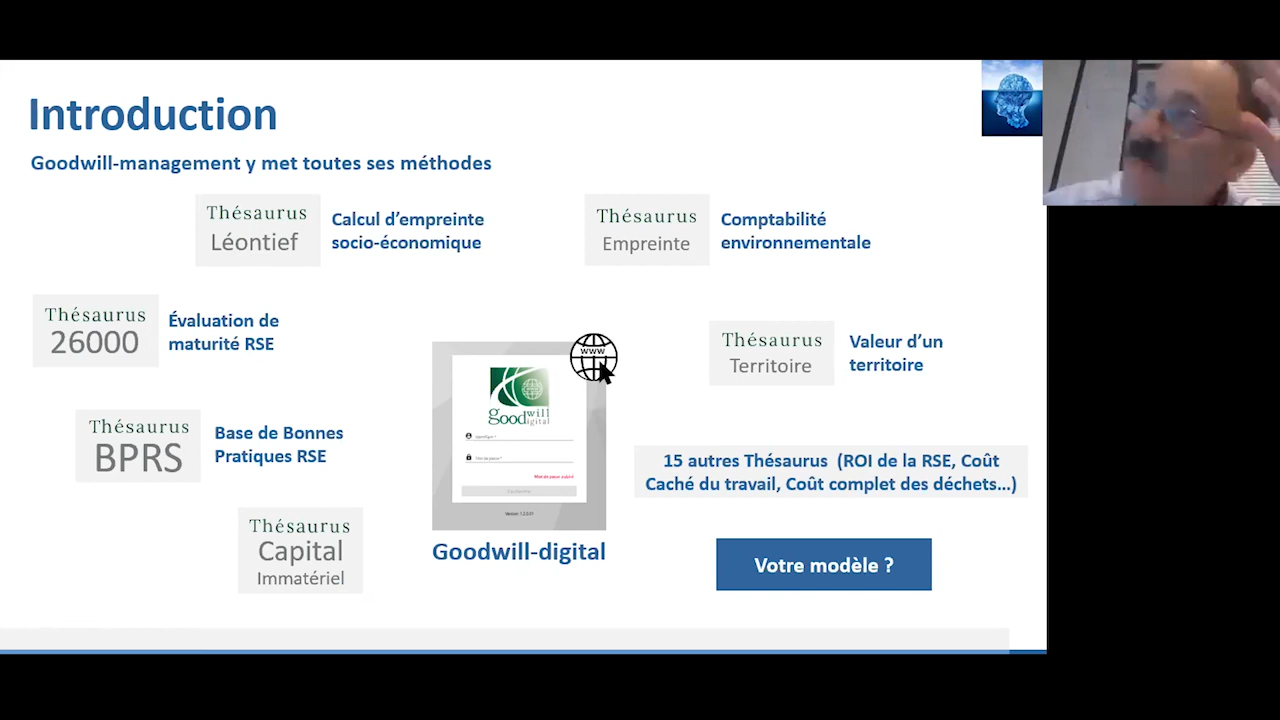 Introduction
Goodwill-management y met toutes ses méthodes
Thésaurus
Léontief
Calcul d'empreinte
socio-économique
Thésaurus
Empreinte
Comptabilité
environnementale
Thésaurus
26000
Évaluation de
maturité RSE
www
Thésaurus
Territoire
Valeur d'un
territoire
goodwill
digital
Thésaurus
BPRS
Base de Bonnes
Pratiques RSE
15 autres Thésaurus (ROI de la RSE, Coût
Caché du travail, Coût complet des déchets…)
Thésaurus
Capital
Immatériel
Goodwill-digital
Votre modèle ?